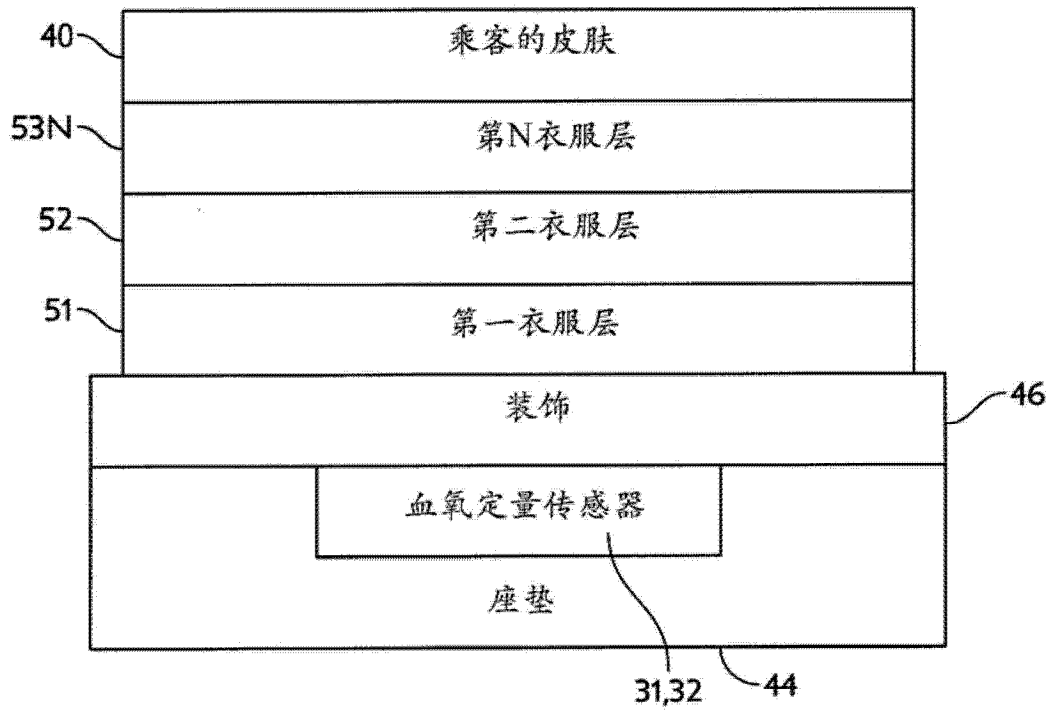 40
乘客的皮肤
53N
第N衣服层
52
第二衣服层
51
第一衣服层
装饰
46
血氧定量传感器
座垫
31,32
44